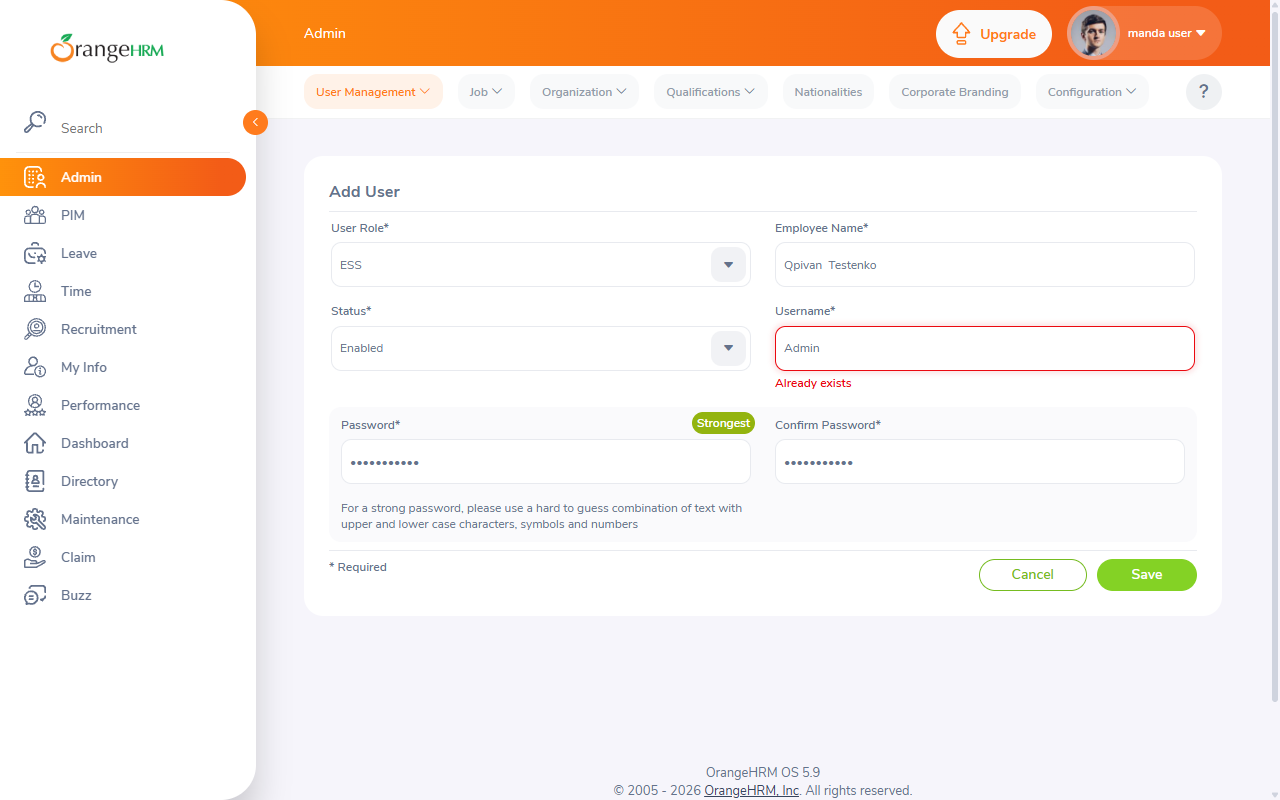 OrangeHRM
Search
Admin
PIM
Leave
Time
Recruitment
My Info
Performance
Dashboard
Directory
Maintenance
Claim
Buzz
Admin
Upgrade
manda user
User Management
Job
Organization
Qualifications
Nationalities
Corporate Branding
Configuration
?
Add User
User Role*
ESS
Employee Name*
Qpivan  Testenko
Status*
Enabled
Username*
Admin
Already exists
Password*
Strongest
•••••••••••
Confirm Password*
•••••••••••
For a strong password, please use a hard to guess combination of text with
upper and lower case characters, symbols and numbers
* Required
Cancel
Save
OrangeHRM OS 5.9
© 2005 - 2026 OrangeHRM, Inc. All rights reserved.